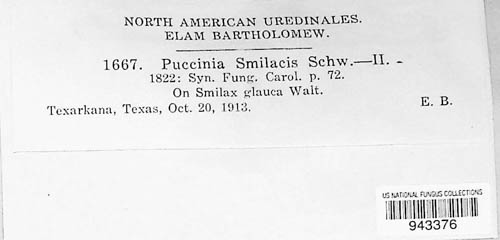 NORTH AMERICAN UREDINALES.
ELAM BARTHOLOMEW.
1667. Puccinia Smilacis Schw.—II. -
1822: Syn. Fung. Carol. p. 72.
On Smilax glauca Walt.
Texarkana, Texas, Oct. 20, 1913. E. B.
US NATIONAL FUNGUS COLLECTIONS
943376